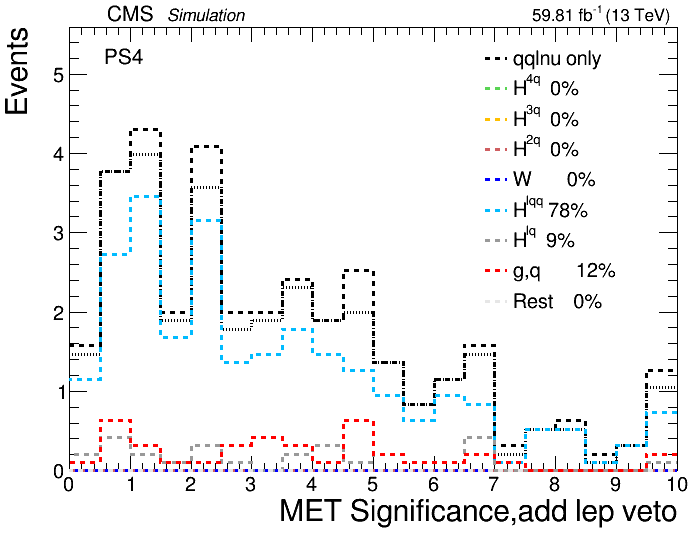 CMS Simulation 59.81 fb⁻¹ (13 TeV)
Events
PS4
qqlnu only
H⁴q 0%
H³q 0%
H²q 0%
W 0%
H^lqq 78%
H^lq 9%
g,q 12%
Rest 0%
5
4
3
2
1
0
0 1 2 3 4 5 6 7 8 9 10
MET Significance,add lep veto